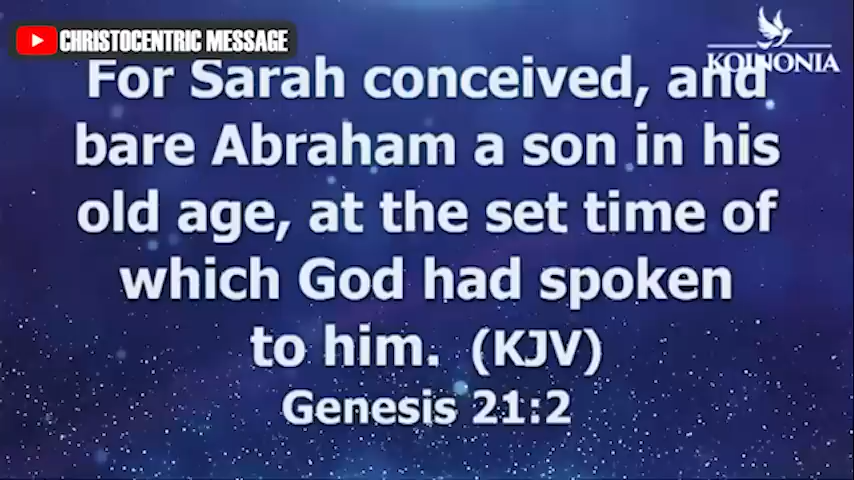 CHRISTOCENTRIC MESSAGE
KOINONIA
For Sarah conceived, and
bare Abraham a son in his
old age, at the set time of
which God had spoken
to him. (KJV)
Genesis 21:2